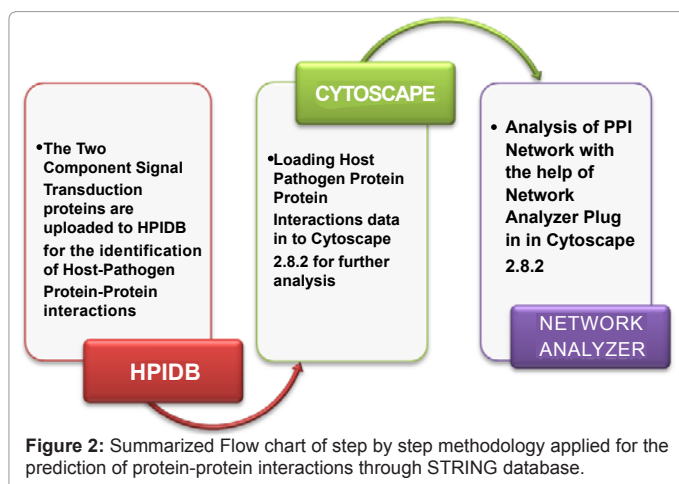 •The Two
Component Signal
Transduction
proteins are
uploaded to HPIDB
for the identification
of Host-Pathogen
Protein-Protein
interactions
HPIDB
CYTOSCAPE
•Loading Host
Pathogen Protein
Protein
Interactions data
in to Cytoscape
2.8.2 for further
analysis
• Analysis of PPI
Network with
the help of
Network
Analyzer Plug
in in Cytoscape
2.8.2
NETWORK
ANALYZER
Figure 2: Summarized Flow chart of step by step methodology applied for the
prediction of protein-protein interactions through STRING database.